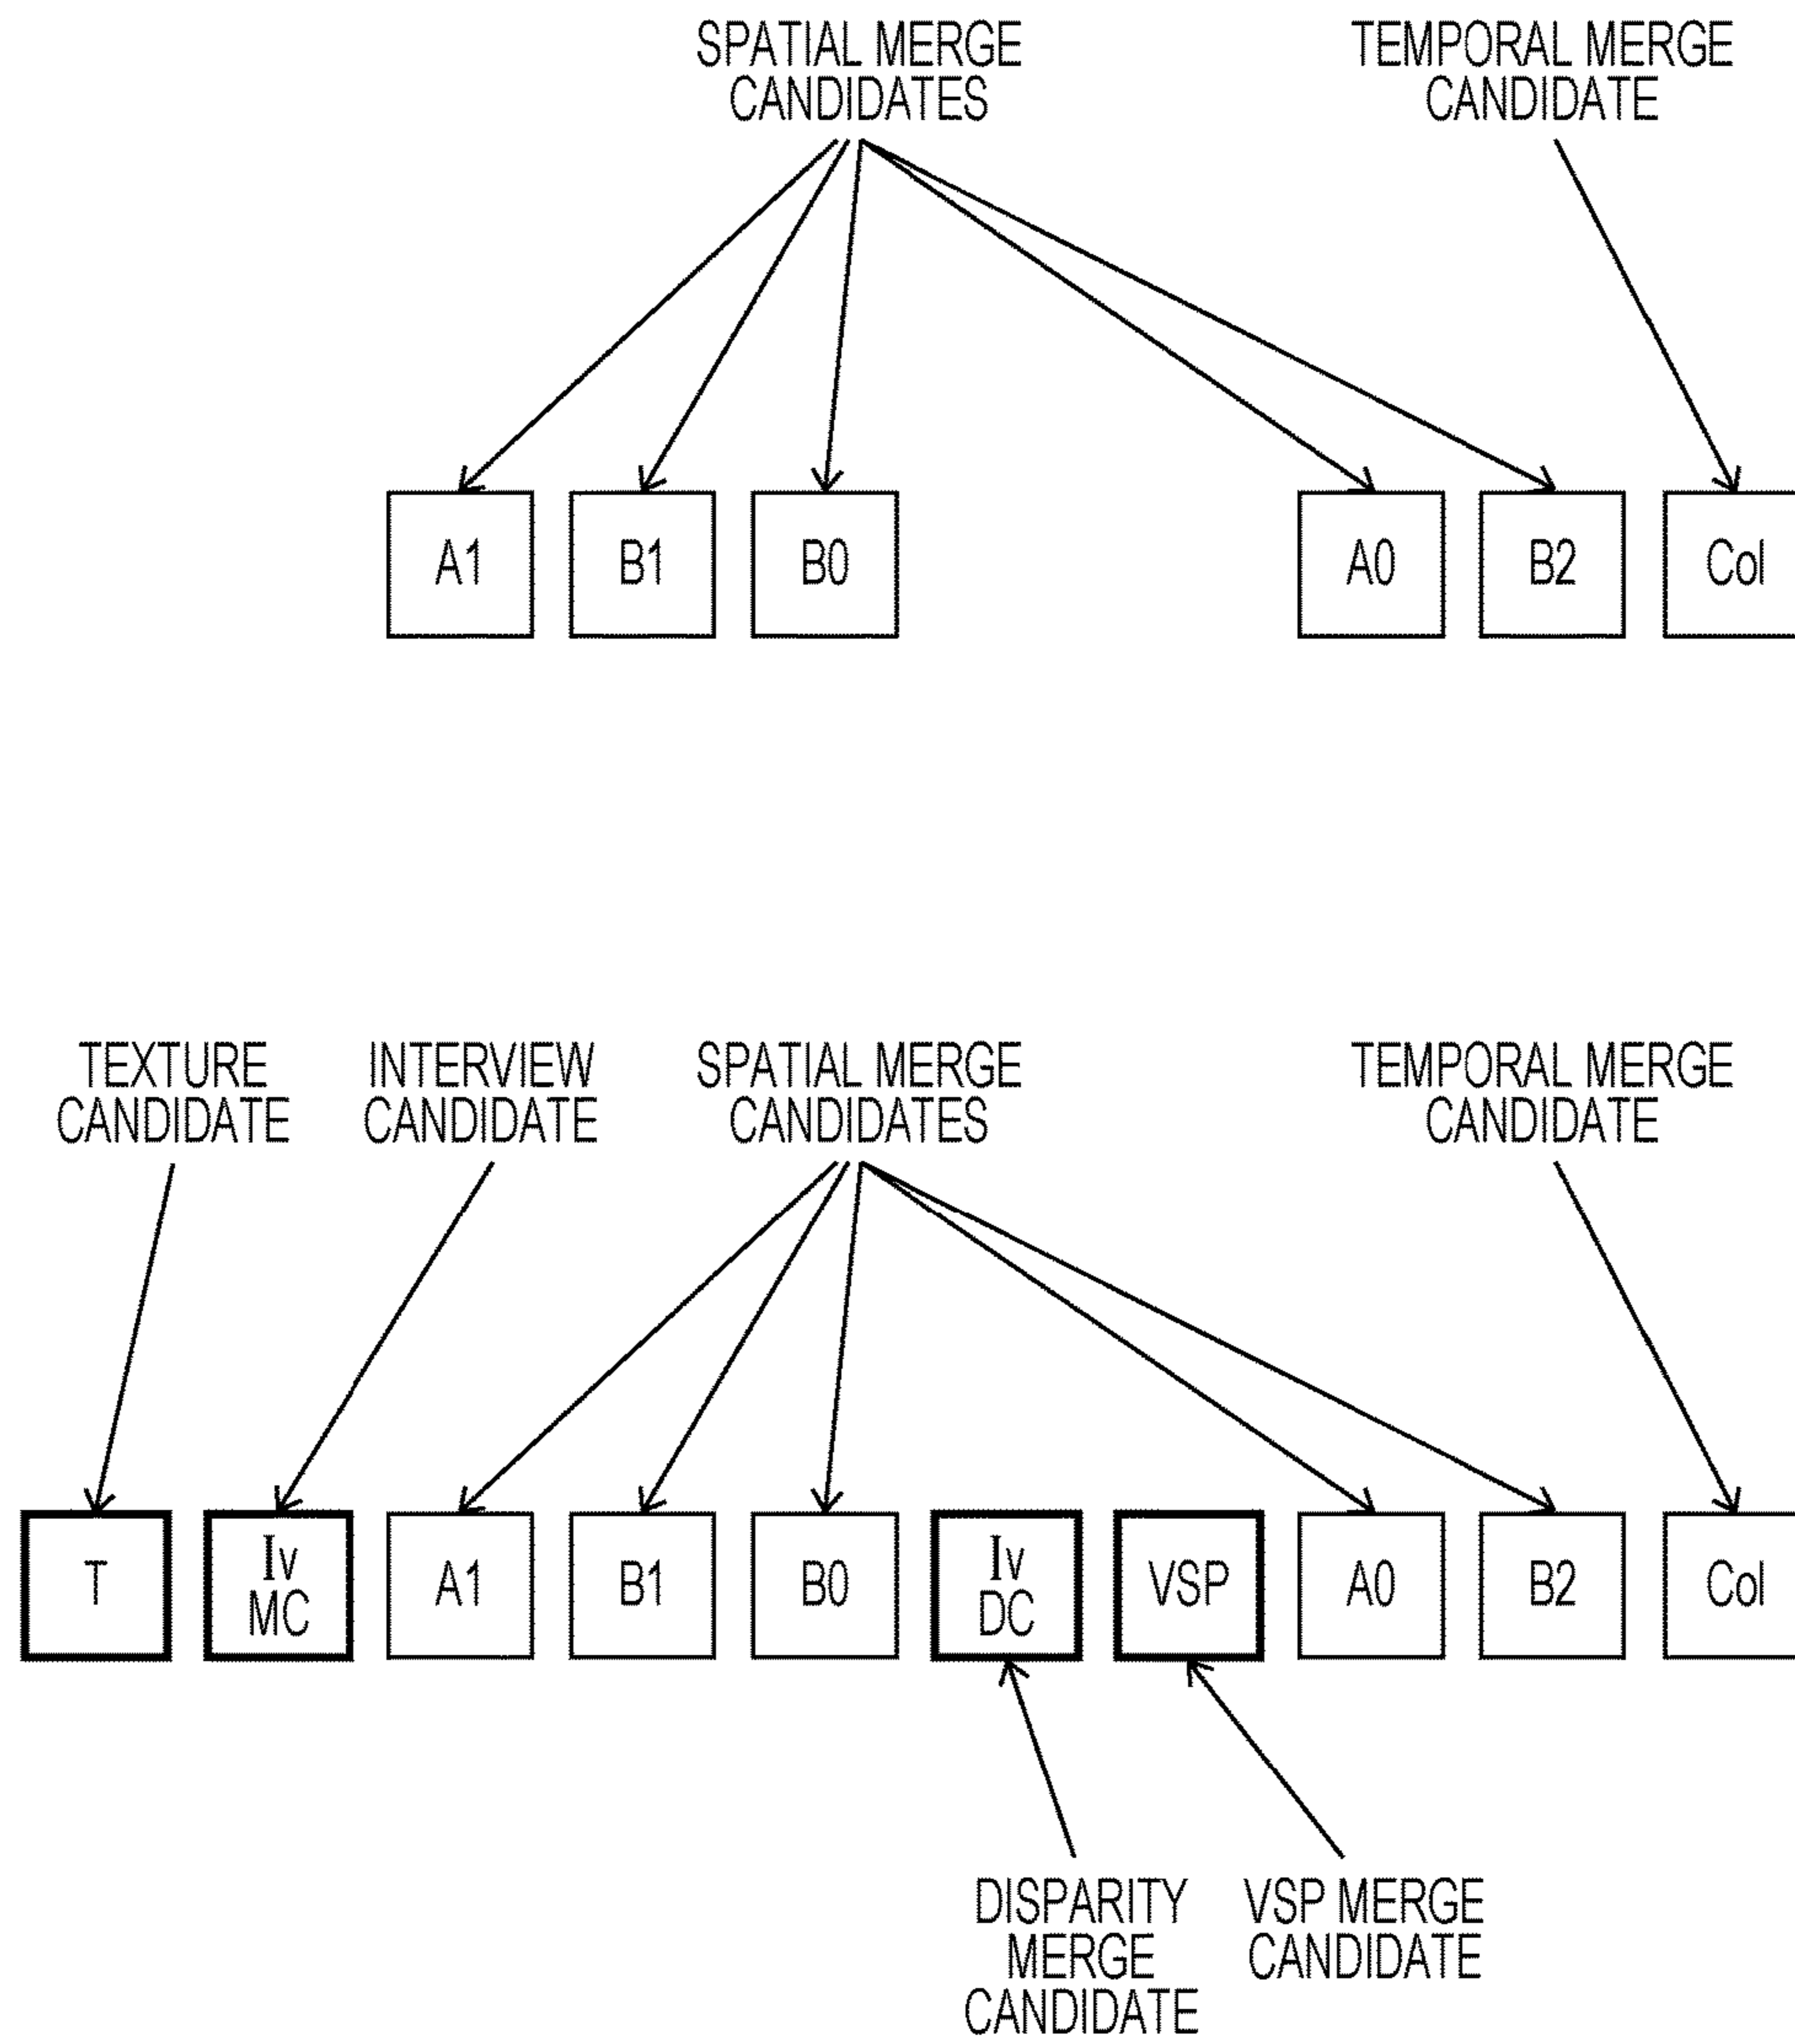 SPATIAL MERGE
CANDIDATES
TEMPORAL MERGE
CANDIDATE
A1
B1
B0
A0
B2
Col
TEXTURE
CANDIDATE
INTERVIEW
CANDIDATE
SPATIAL MERGE
CANDIDATES
TEMPORAL MERGE
CANDIDATE
T
Iv
MC
A1
B1
B0
Iv
DC
VSP
A0
B2
Col
DISPARITY
MERGE
CANDIDATE
VSP MERGE
CANDIDATE